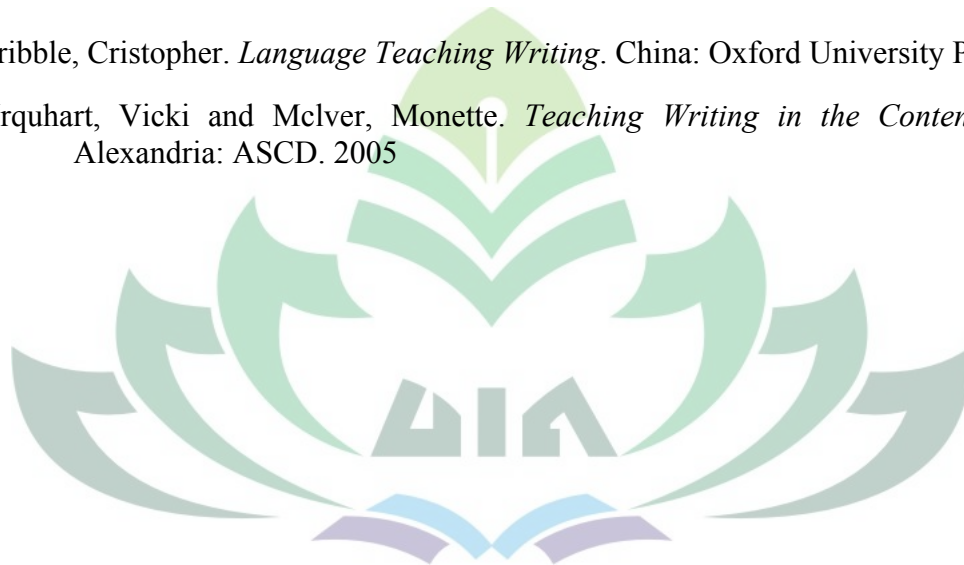 ribble, Cristopher. Language Teaching Writing. China: Oxford University P
rquhart, Vicki and Mclver, Monette. Teaching Writing in the Conten
Alexandria: ASCD. 2005
UIN